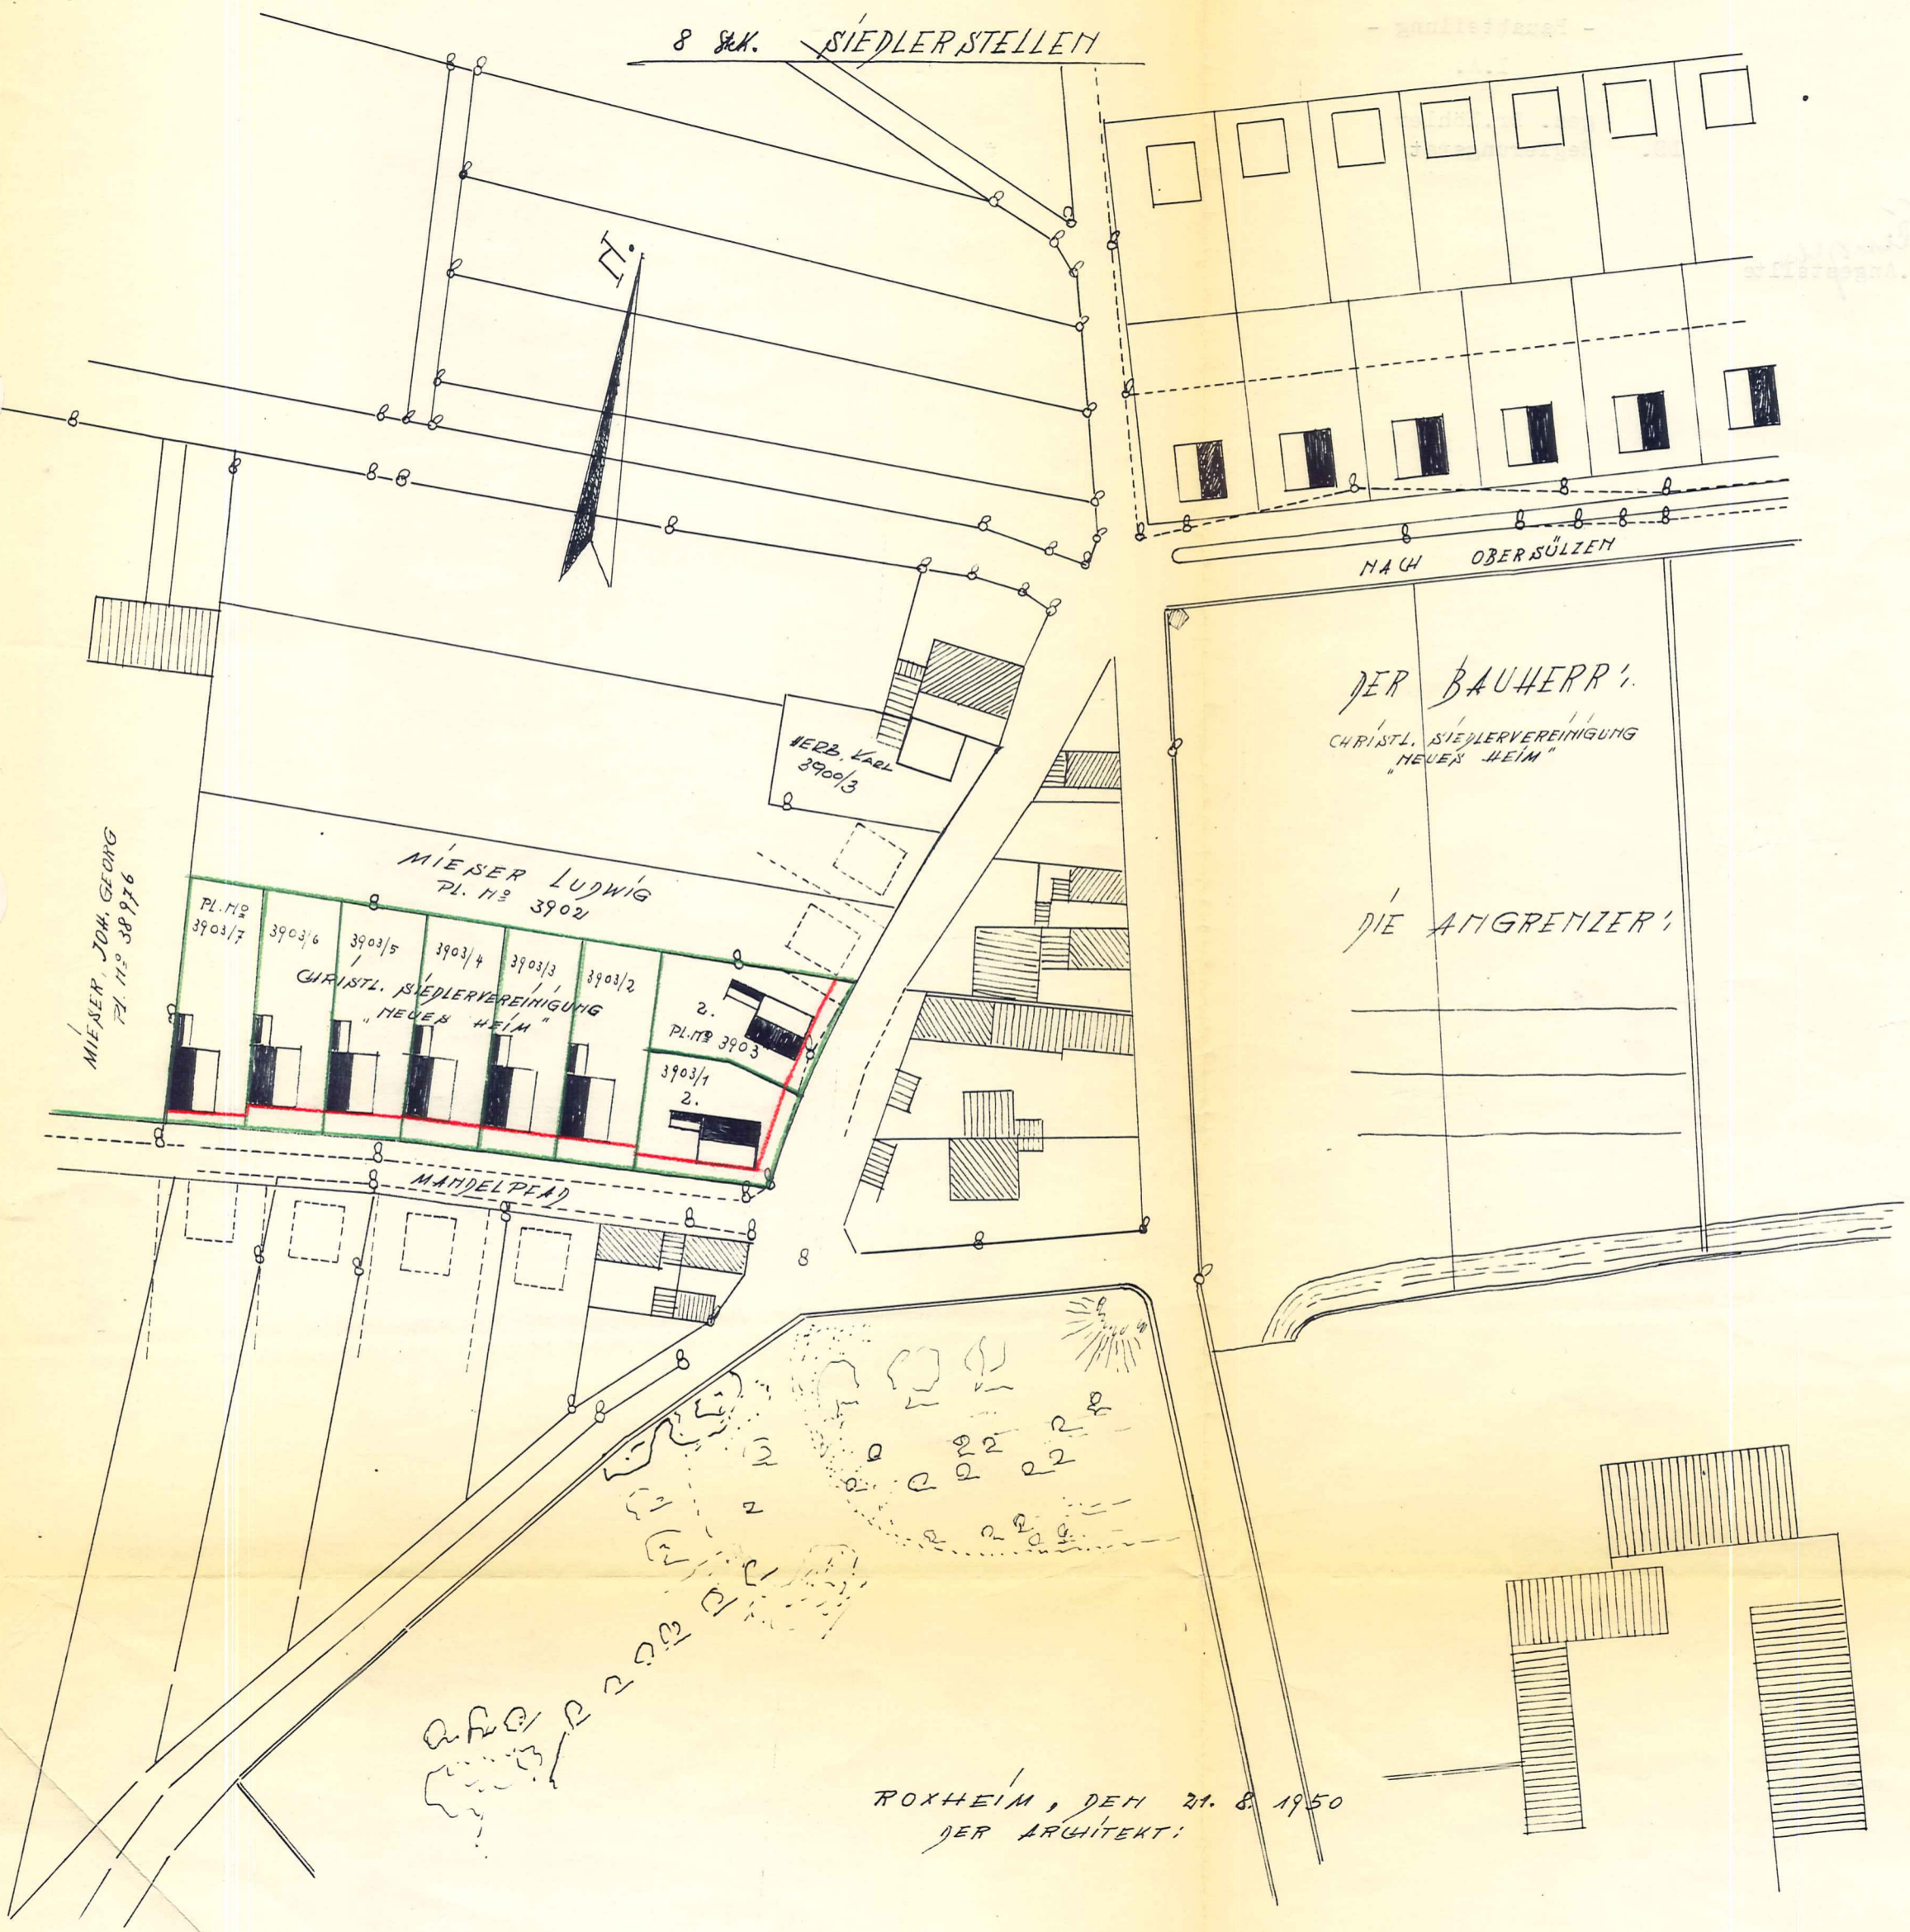 8 Stck. SIEDLERSTELLEN
N.
NACH OBERSÜLZEN
DER BAUHERR:
CHRISTL. SIEDLERVEREINIGUNG
"NEUES HEIM"
HERB, KARL
3900/3
MIESER LUDWIG
PL. Nº 3902
MIESER, JOH. GEORG
Pl. Nº 3897 6
PL. Nº
3903/7
3903/6
3903/5
3903/4
3903/3
3903/2
CHRISTL. SIEDLERVEREINIGUNG
"NEUES HEIM"
2.
PL. Nº 3903
3903/1
2.
DIE ANGRENZER:
MANDELPFAD
ROXHEIM, DEN 21. 8. 1950
DER ARCHITEKT: